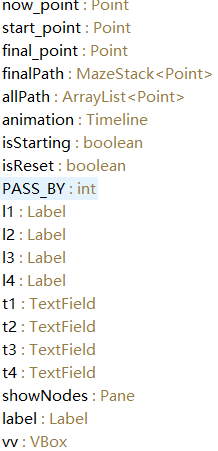 now_point : Point
start_point : Point
final_point : Point
finalPath : MazeStack<Point>
allPath : ArrayList<Point>
animation : Timeline
isStarting : boolean
isReset : boolean
PASS_BY : int
l1 : Label
l2 : Label
l3 : Label
l4 : Label
t1 : TextField
t2 : TextField
t3 : TextField
t4 : TextField
showNodes : Pane
label : Label
vv : VBox